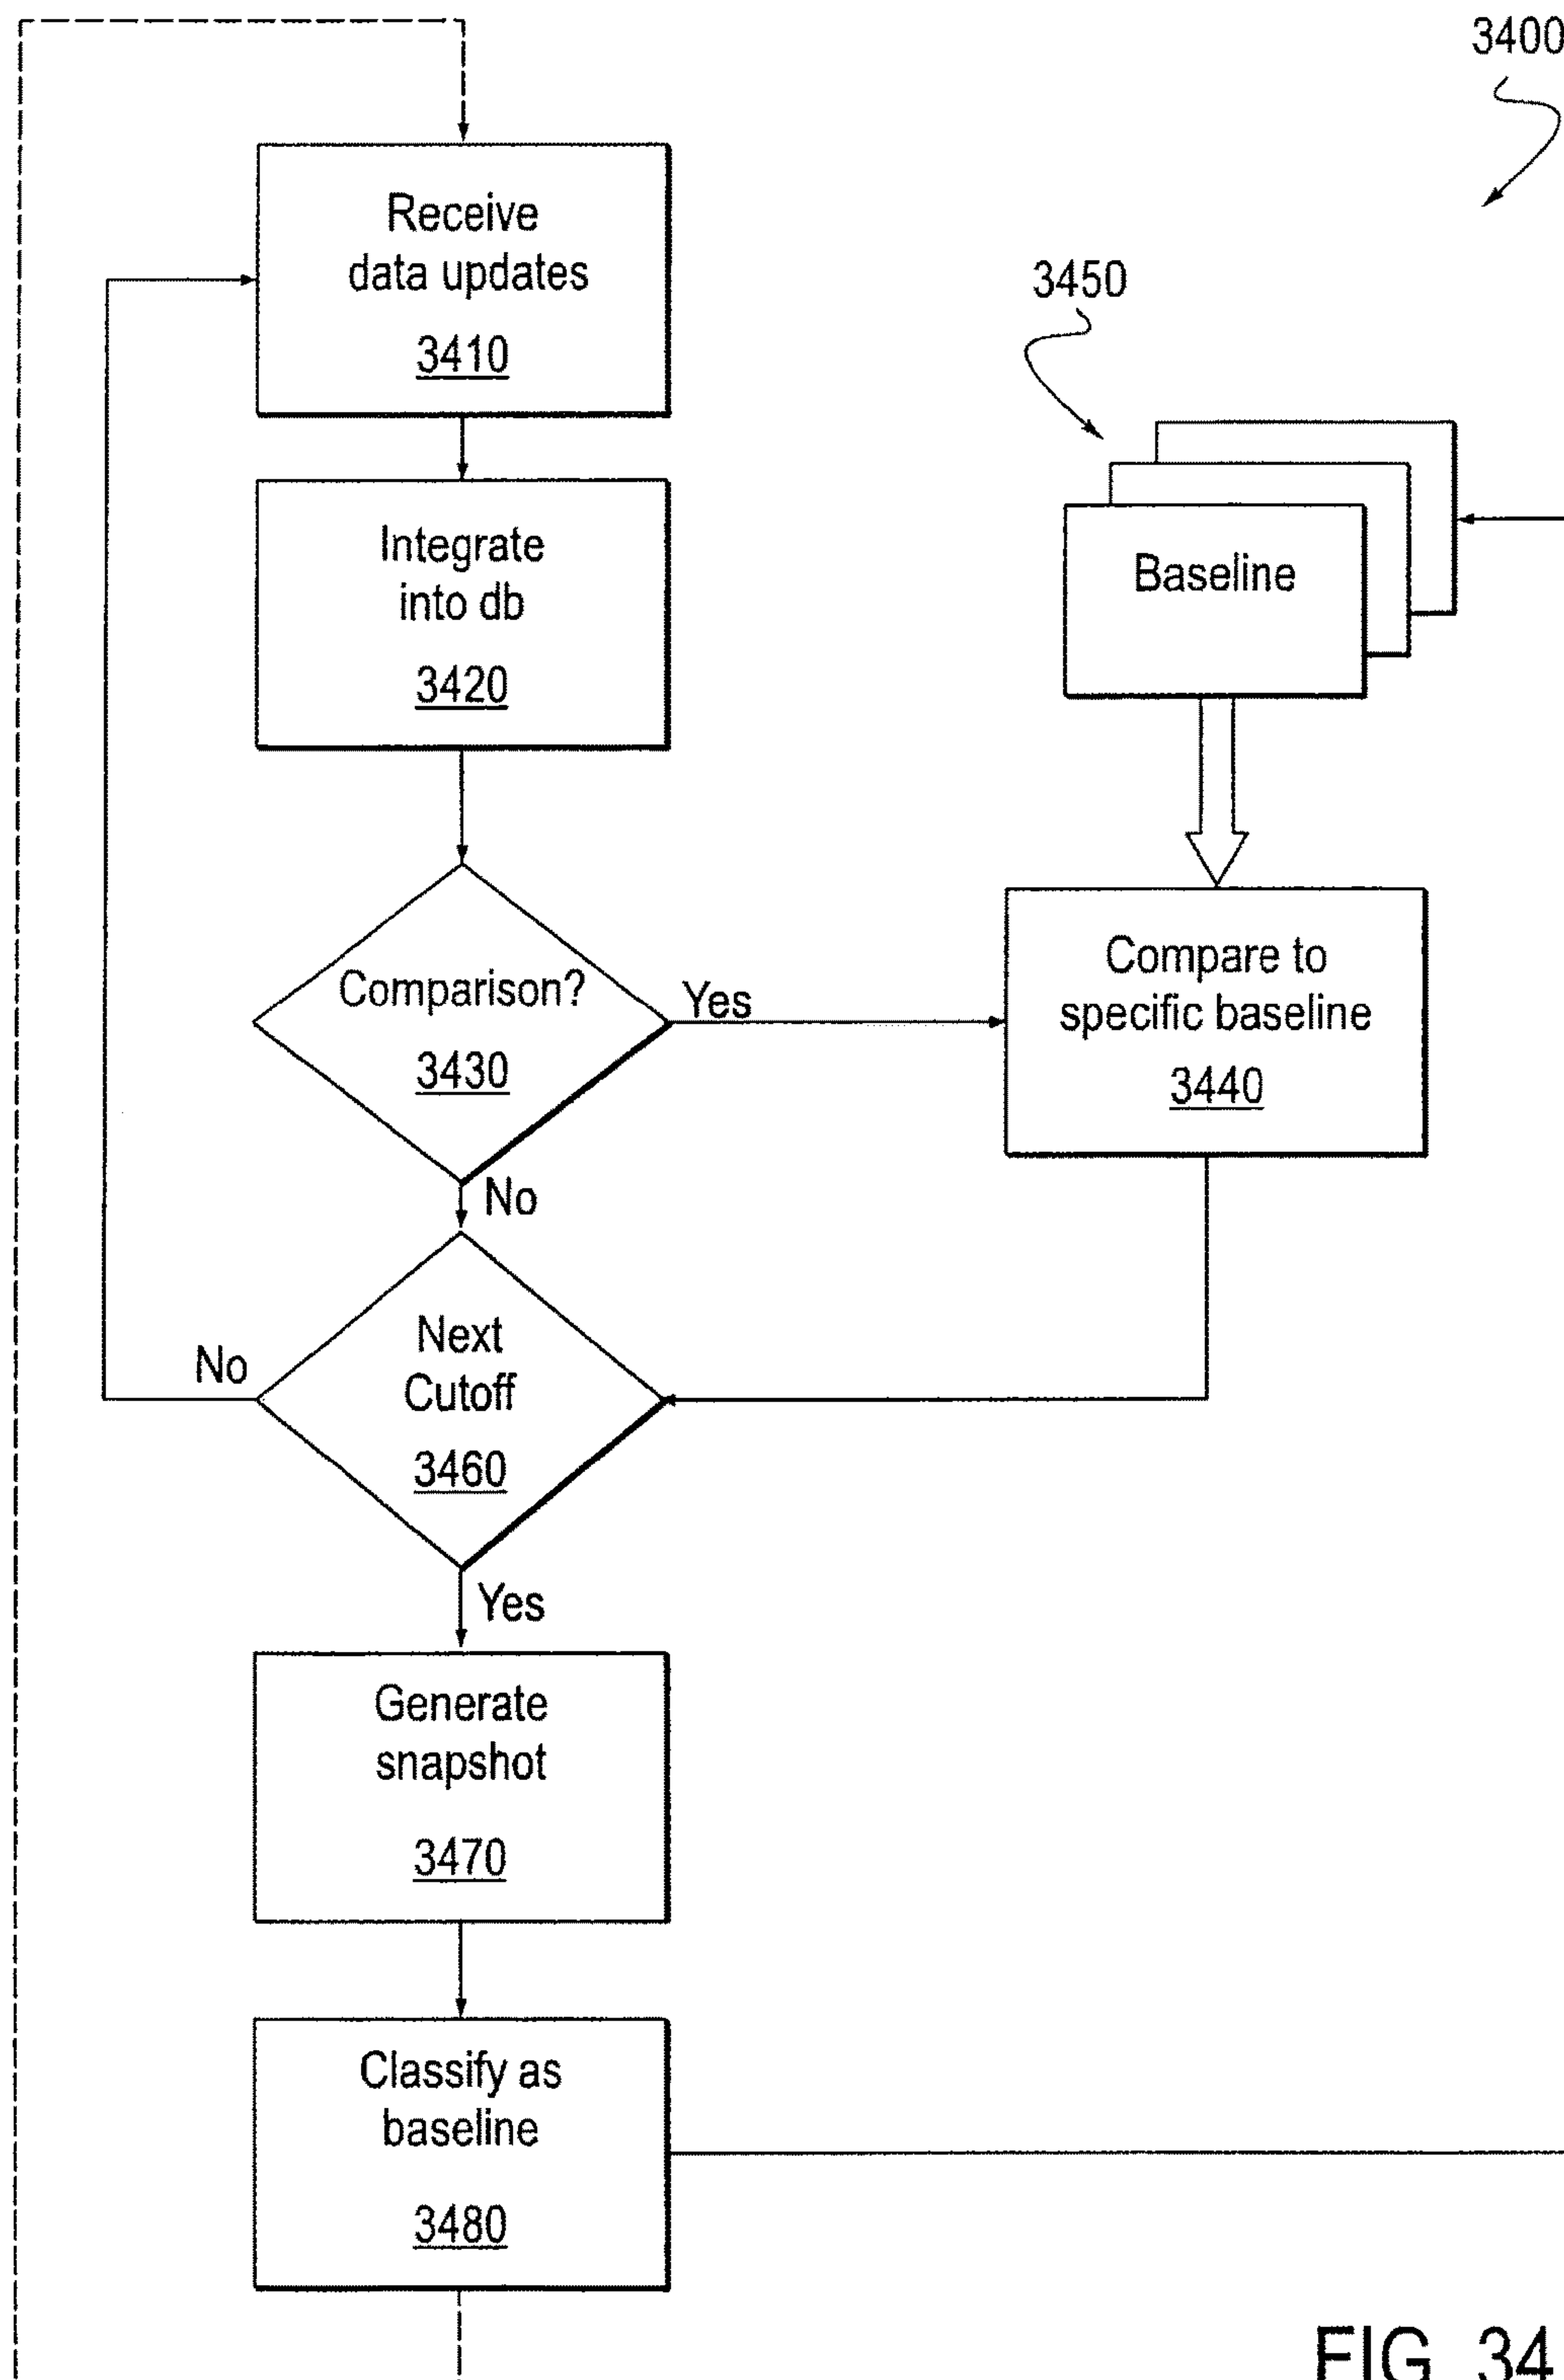 3400
Receive
data updates
3410
3450
Integrate
into db
3420
Baseline
Comparison?
3430
Yes
Compare to
specific baseline
3440
No
Next
Cutoff
3460
No
Yes
Generate
snapshot
3470
Classify as
baseline
3480
FIG. 34